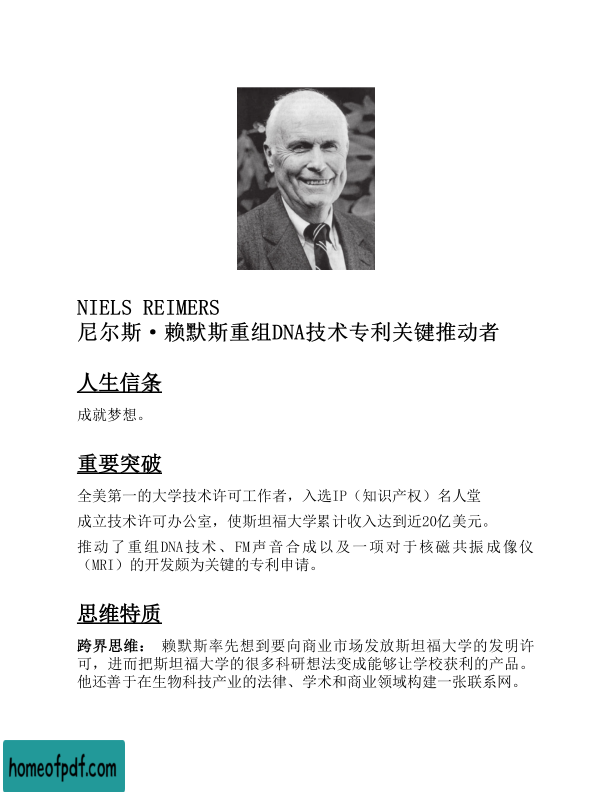 NIELS REIMERS
尼尔斯·赖默斯重组DNA技术专利关键推动者
人生信条
成就梦想。
重要突破
全美第一的大学技术许可工作者，入选IP（知识产权）名人堂
成立技术许可办公室，使斯坦福大学累计收入达到近20亿美元。
推动了重组DNA技术、FM声音合成以及一项对于核磁共振成像仪
（MRI）的开发颇为关键的专利申请。
思维特质
跨界思维： 赖默斯率先想到要向商业市场发放斯坦福大学的发明许
可，进而把斯坦福大学的很多科研想法变成能够让学校获利的产品。
他还善于在生物科技产业的法律、学术和商业领域构建一张联系网。
homeofpdf.com